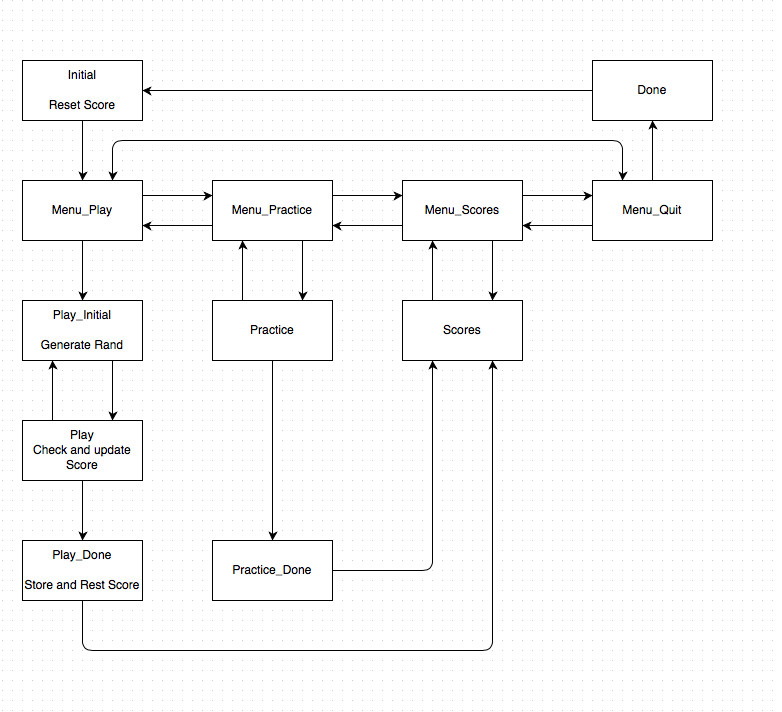 Initial
Reset Score
Done
Menu_Play
Menu_Practice
Menu_Scores
Menu_Quit
Play_Initial
Generate Rand
Practice
Scores
Play
Check and update
Score
Play_Done
Store and Rest Score
Practice_Done